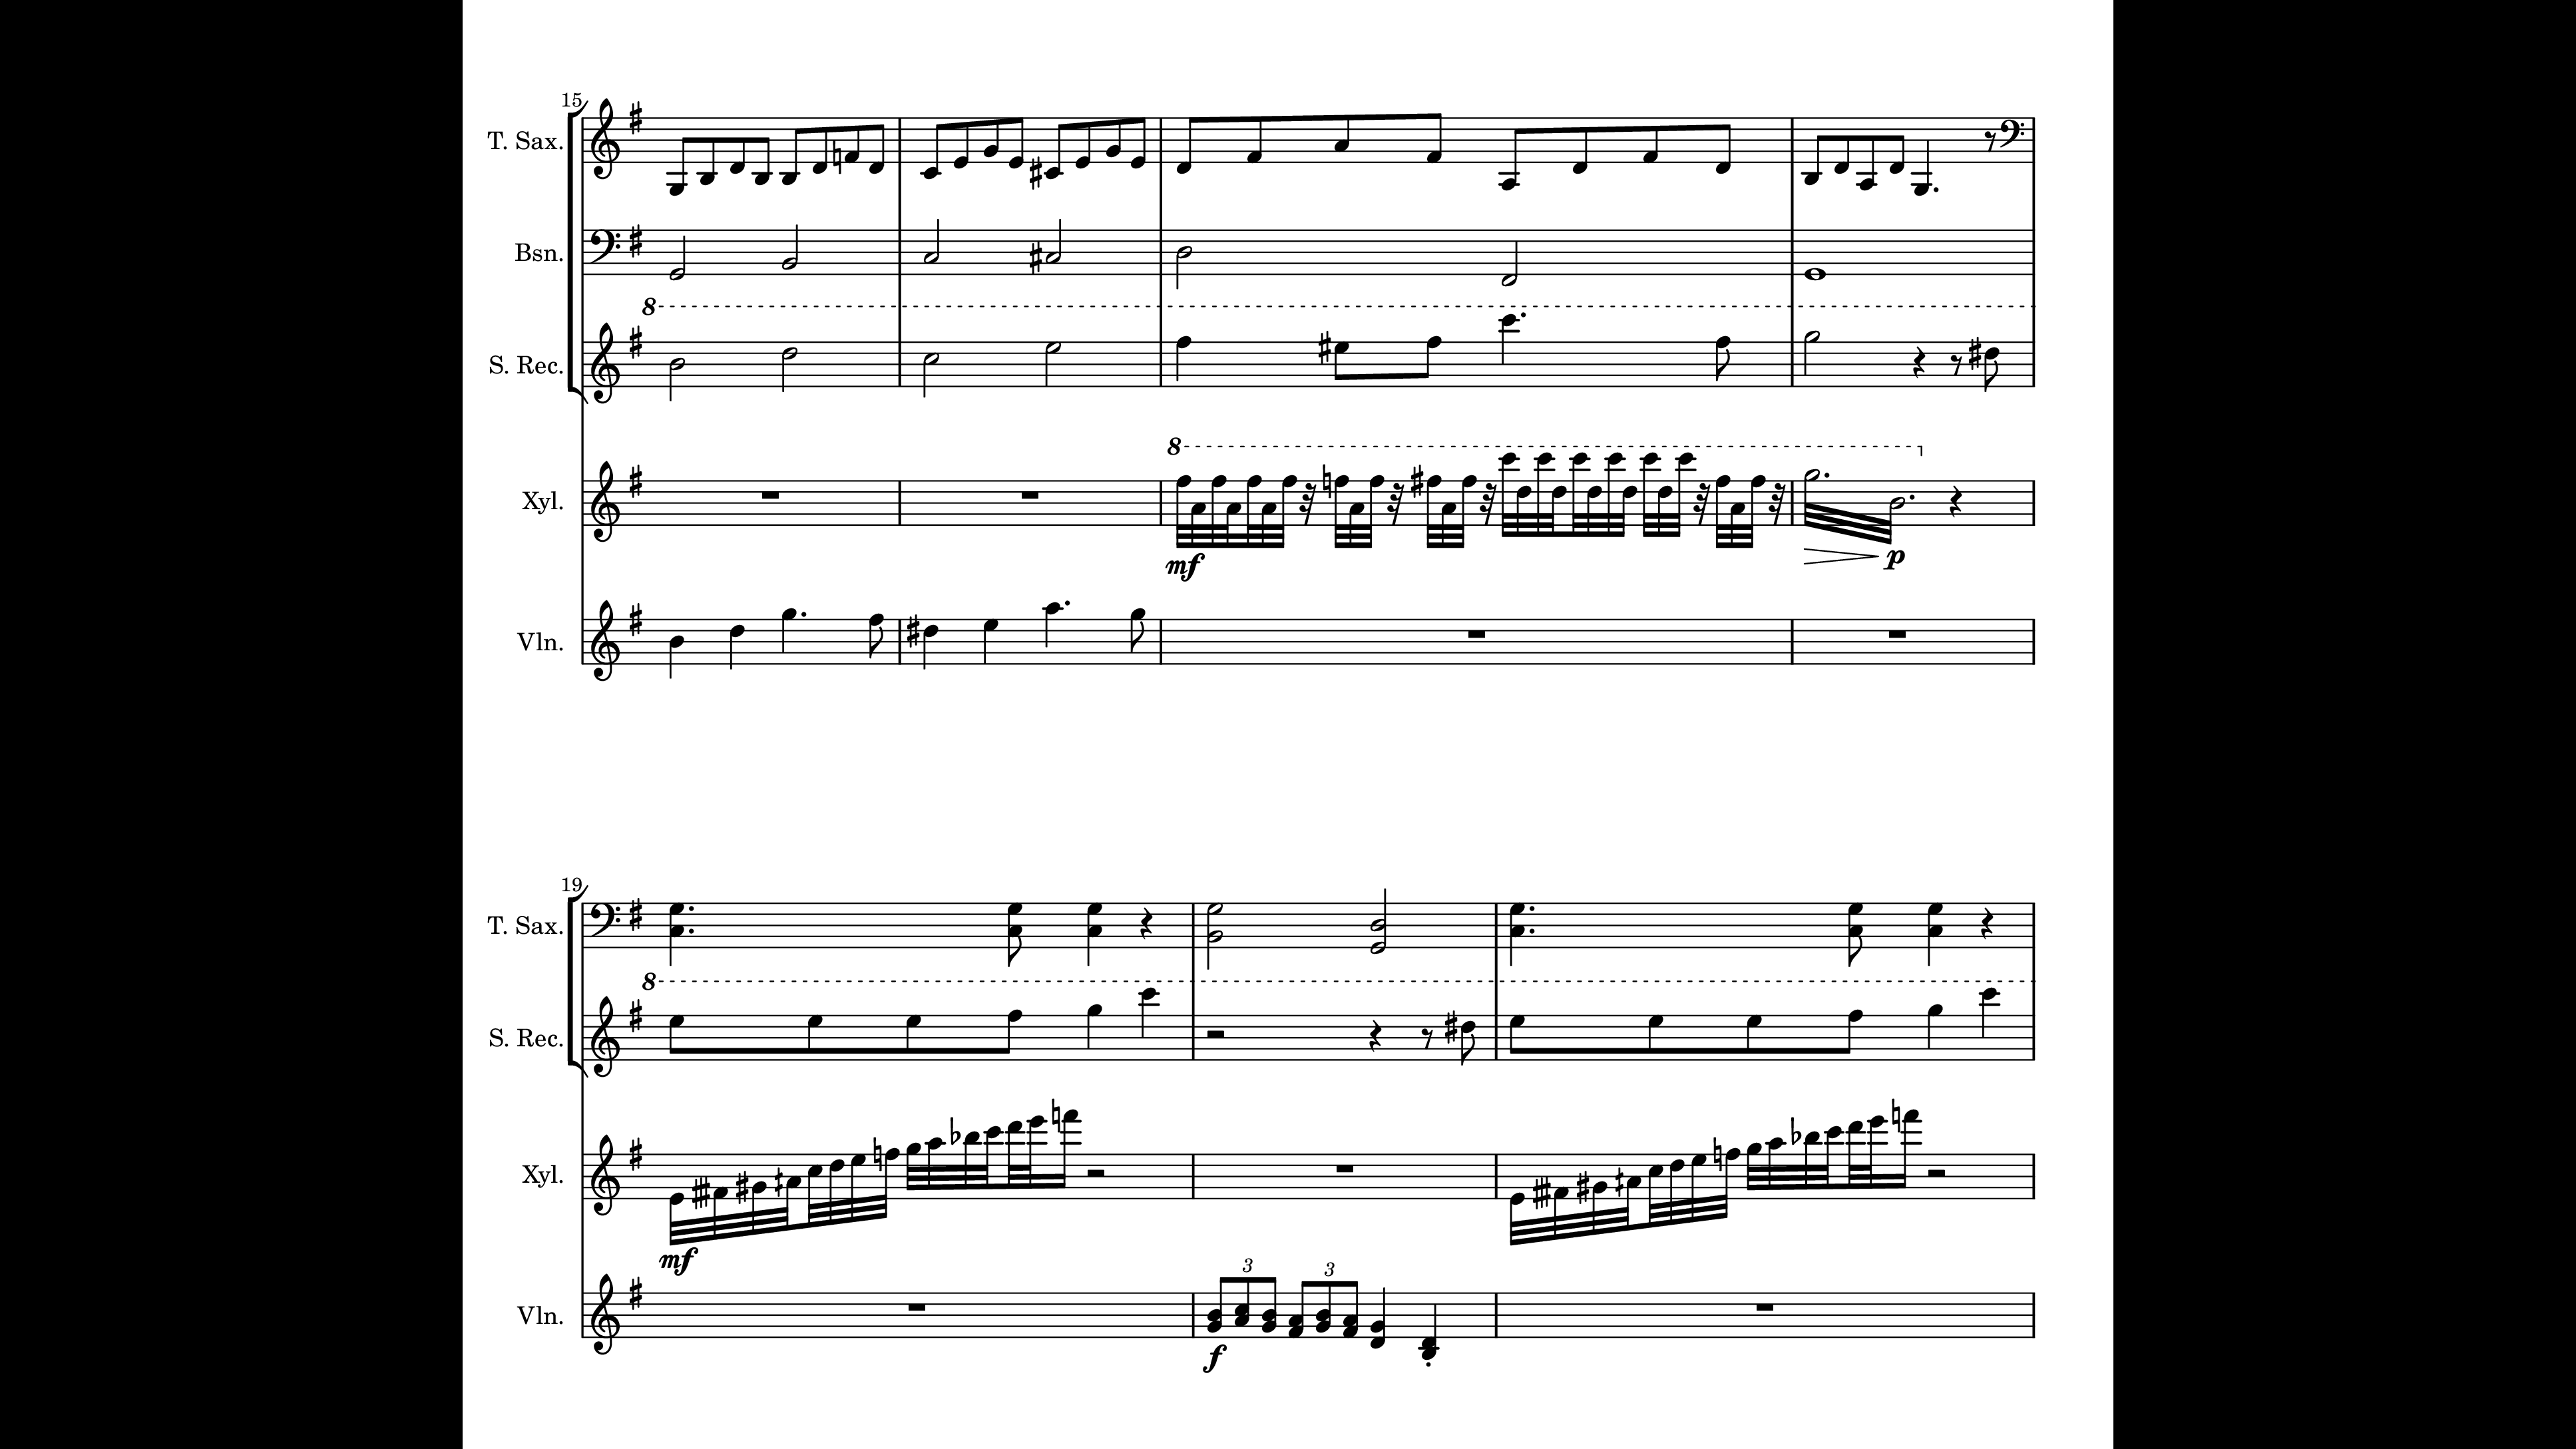 15
T. Sax.
Bsn.
8
S. Rec.
8
Xyl.
mf
p
Vln.
19
T. Sax.
8
S. Rec.
Xyl.
mf
3 3
Vln.
f